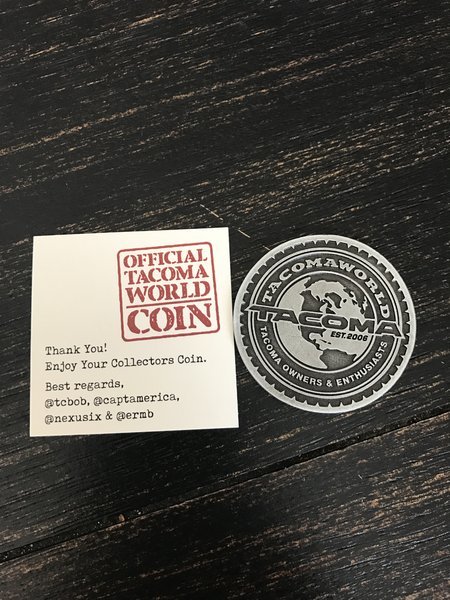 OFFICIAL
TACOMA
WORLD
COIN
Thank You!
Enjoy Your Collectors Coin.
Best regards,
@tcbob, @captamerica,
@nexusix & @ermb
TACOMAWORLD
TACOMA
EST. 2006
TACOMA OWNERS & ENTHUSIASTS